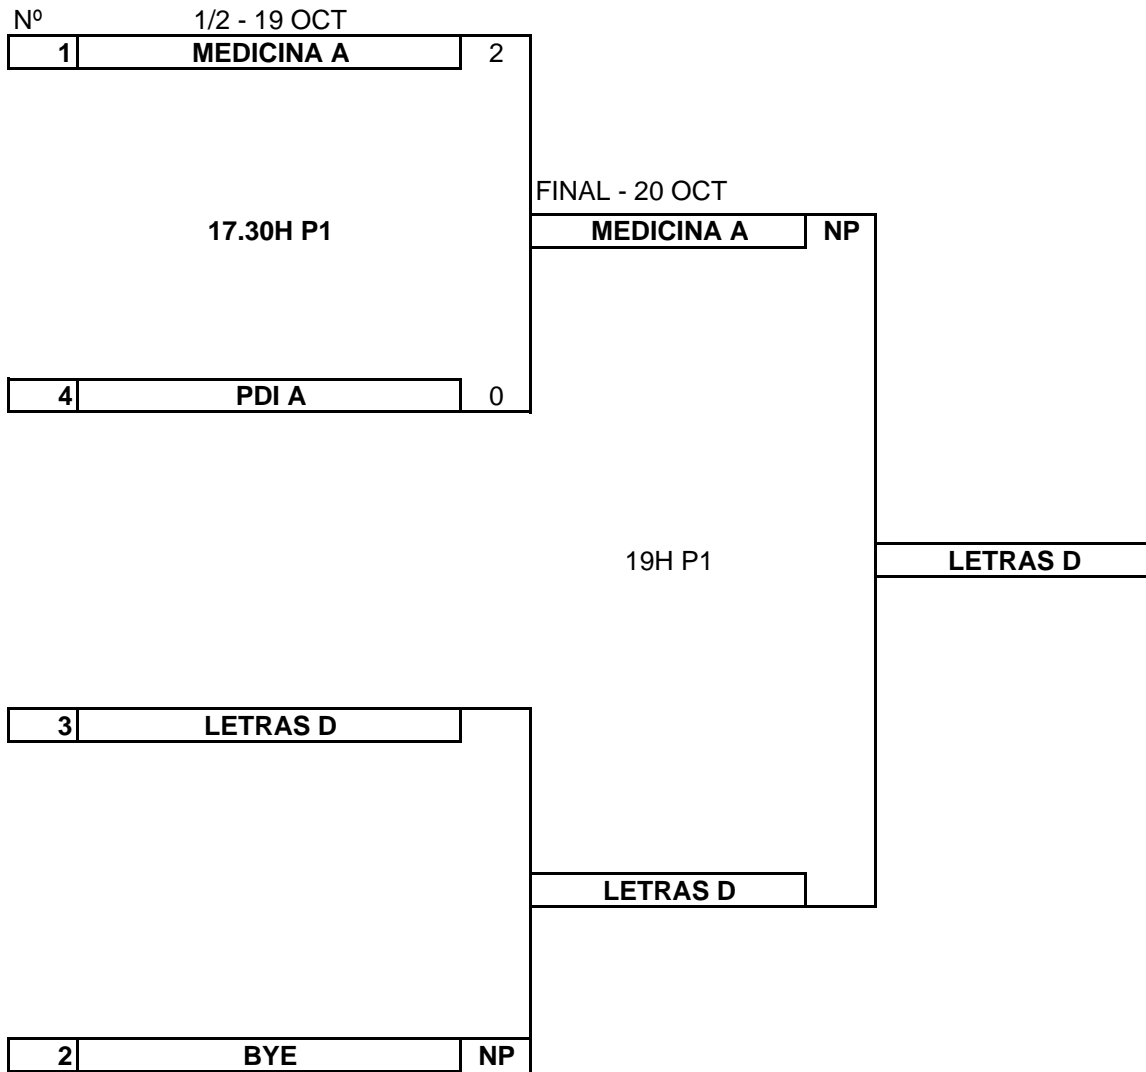 Nº 1/2 - 19 OCT
1 MEDICINA A 2
FINAL - 20 OCT
17.30H P1 MEDICINA A NP
4 PDI A 0
19H P1 LETRAS D
3 LETRAS D
LETRAS D
2 BYE NP